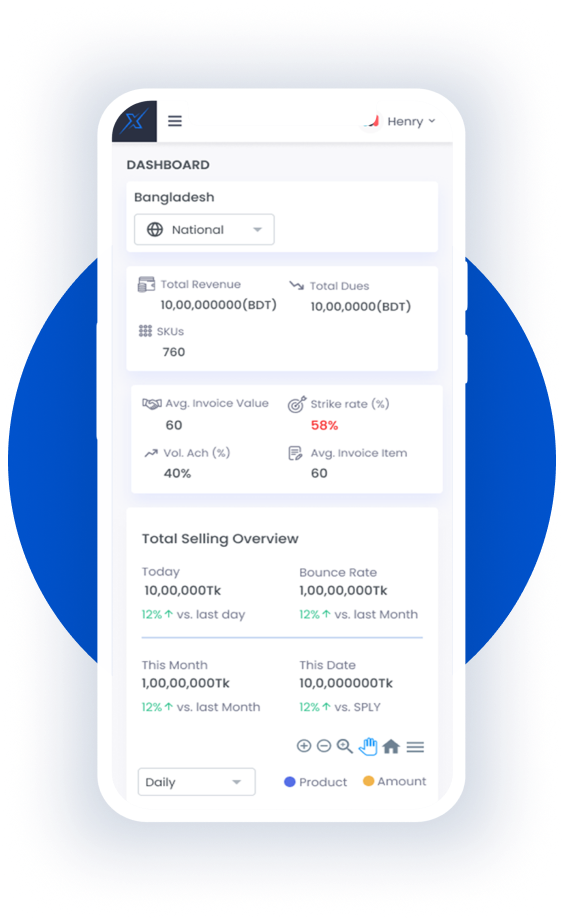 Henry
DASHBOARD
Bangladesh
National
Total Revenue
10,00,000000(BDT)
Total Dues
10,00,0000(BDT)
SKUs
760
Avg. Invoice Value
60
Strike rate (%)
58%
Vol. Ach (%)
40%
Avg. Invoice Item
60
Total Selling Overview
Today
10,00,000Tk
12% ↑ vs. last day
Bounce Rate
1,00,00,000Tk
12% ↑ vs. last Month
This Month
1,00,00,000Tk
12% ↑ vs. last Month
This Date
10,0,000000Tk
12% ↑ vs. SPLY
Daily
Product
Amount